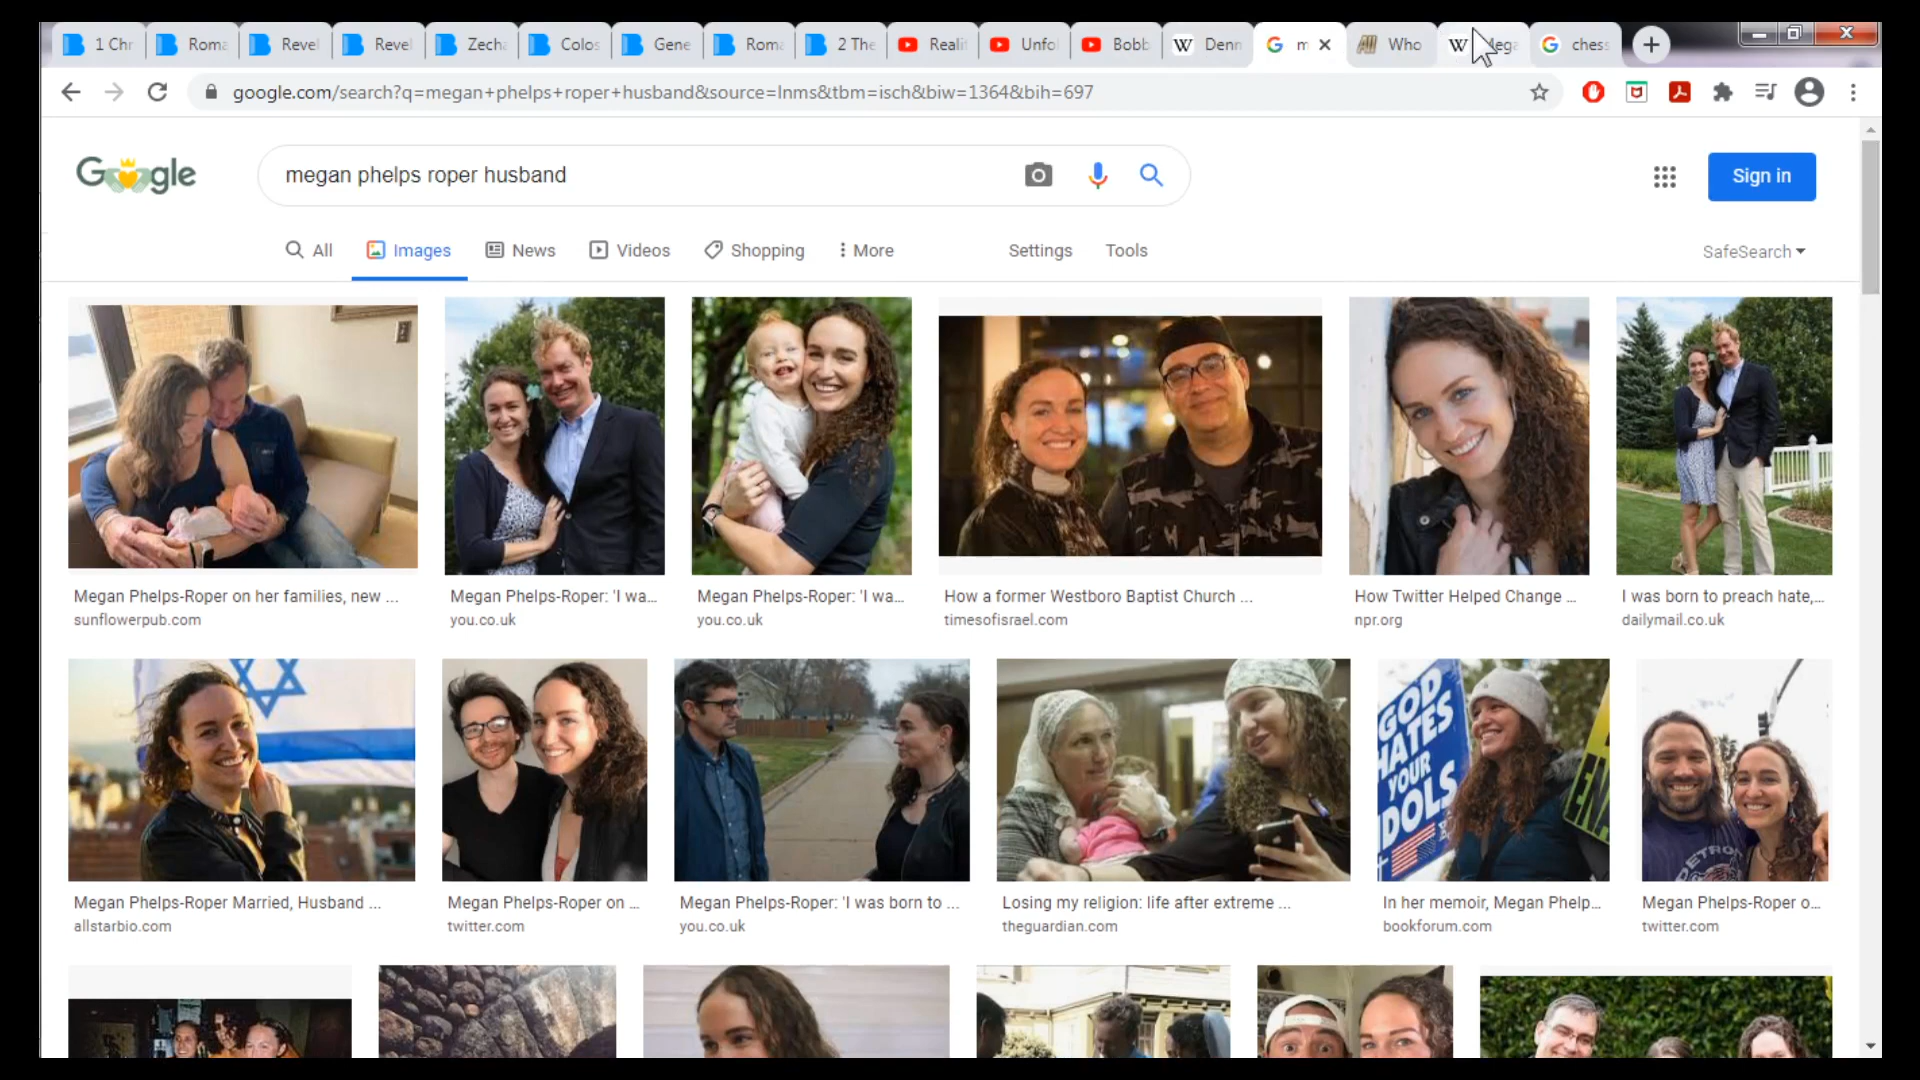 1 Chr
Roma
Revel
Revel
Zecha
Colos
Gene
Roma
2 The
Realit
Unfo
Bobb
Denn
m
Who
Mega
chess
google.com/search?q=megan+phelps+roper+husband&source=lnms&tbm=isch&biw=1364&bih=697
Google
megan phelps roper husband
Sign in
All
Images
News
Videos
Shopping
More
Settings
Tools
SafeSearch
Megan Phelps-Roper on her families, new ...
sunflowerpub.com
Megan Phelps-Roper: 'I wa...
you.co.uk
Megan Phelps-Roper: 'I wa...
you.co.uk
How a former Westboro Baptist Church ...
timesofisrael.com
How Twitter Helped Change ...
npr.org
I was born to preach hate,...
dailymail.co.uk
GOD
HATES
YOUR
IDOLS
DETRO
Megan Phelps-Roper Married, Husband ...
allstarbio.com
Megan Phelps-Roper on ...
twitter.com
Megan Phelps-Roper: 'I was born to ...
you.co.uk
Losing my religion: life after extreme ...
theguardian.com
In her memoir, Megan Phelp...
bookforum.com
Megan Phelps-Roper o...
twitter.com